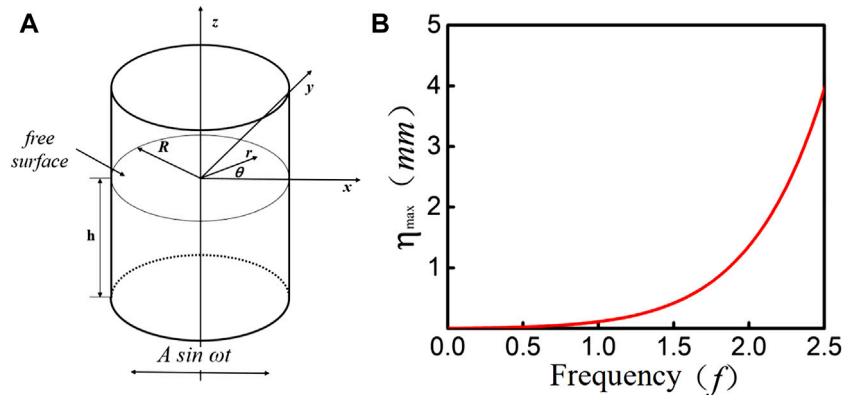 A
z
y
free
surface
R
r
θ
x
h
A sin ωt
B
5
4
3
2
1
η max (mm)
0.0 0.5 1.0 1.5 2.0 2.5
Frequency (f)